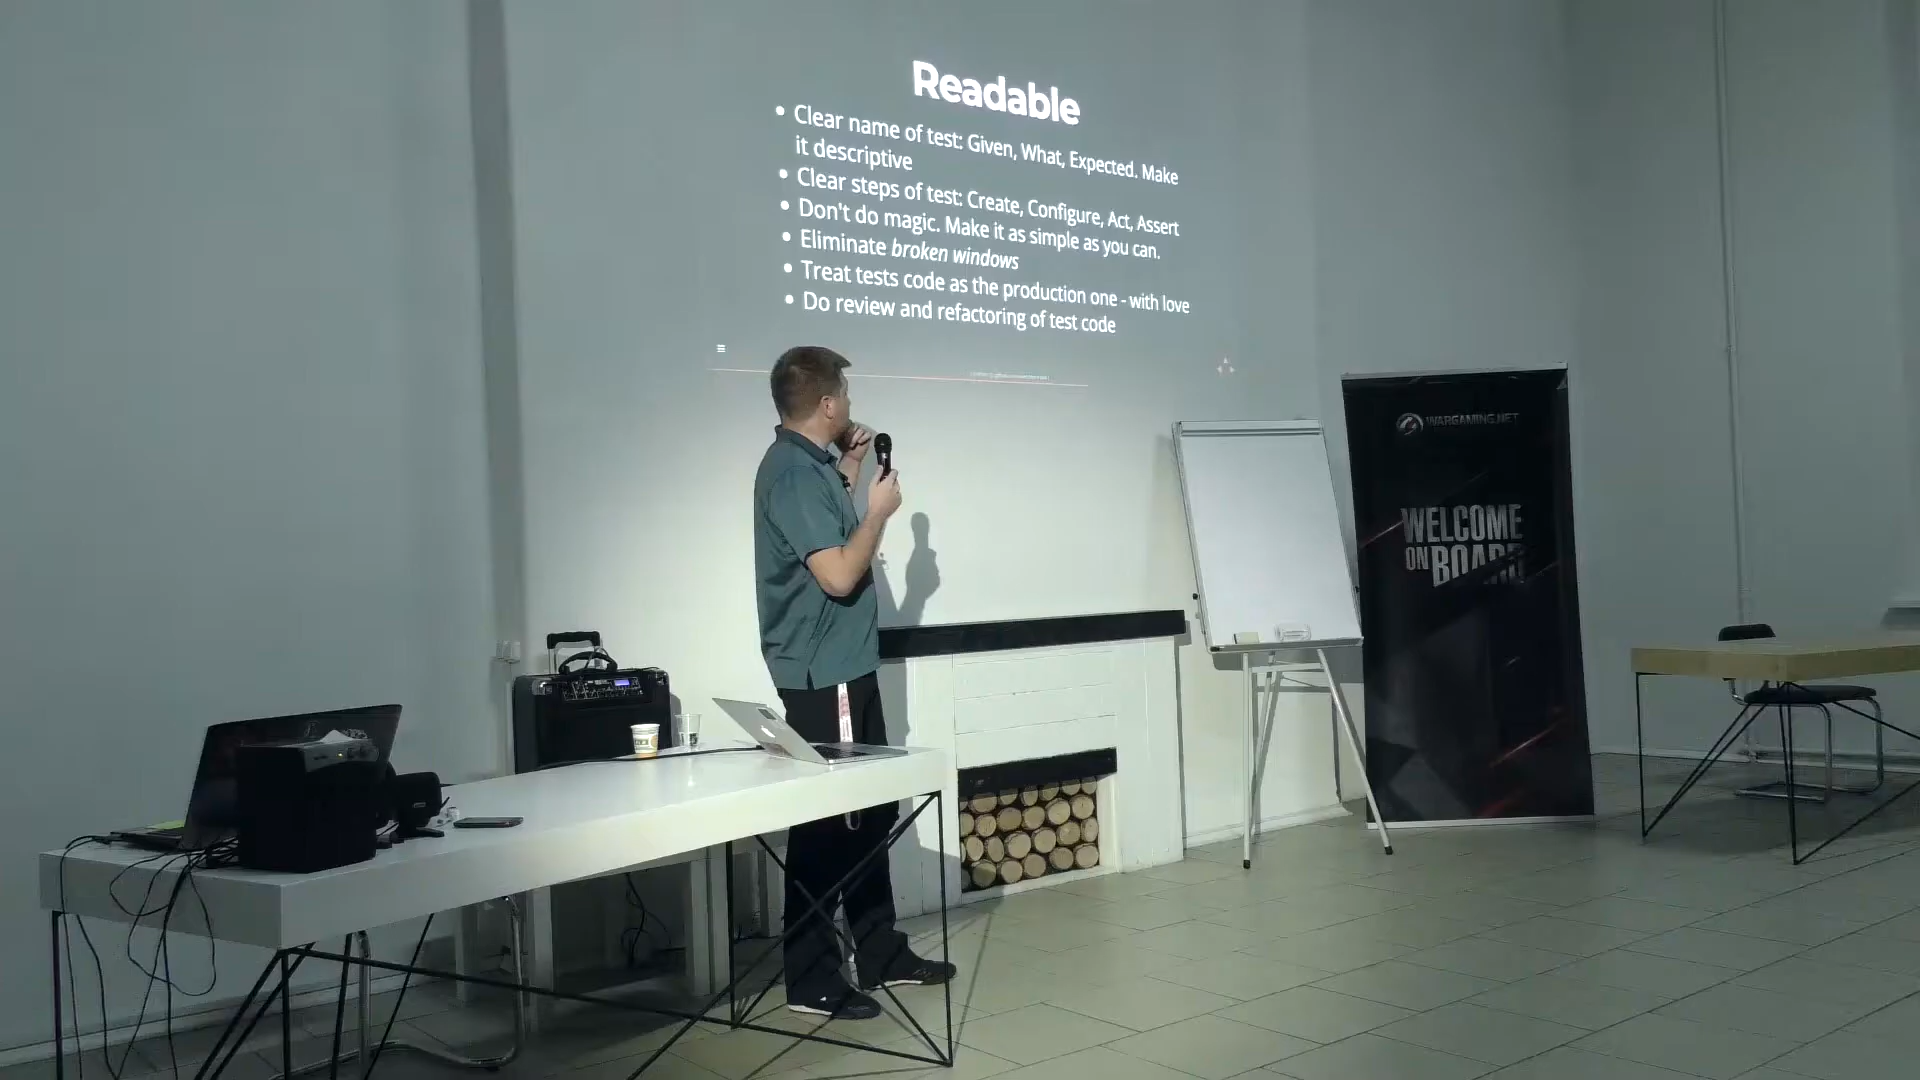 Readable
• Clear name of test: Given, What, Expected. Make
it descriptive
• Clear steps of test: Create, Configure, Act, Assert
• Don't do magic. Make it as simple as you can.
• Eliminate broken windows
• Treat tests code as the production one - with love
• Do review and refactoring of test code
WARGAMING.NET
WELCOME
ON BOARD